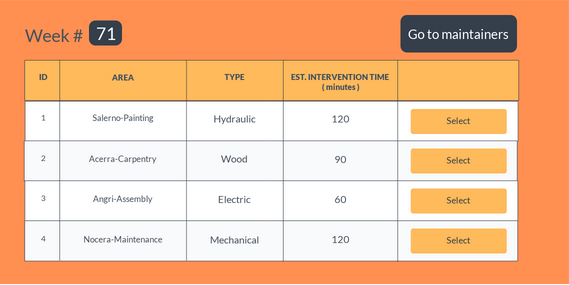 Week # 71
Go to maintainers
ID AREA TYPE EST. INTERVENTION TIME
( minutes )
1 Salerno-Painting Hydraulic 120 Select
2 Acerra-Carpentry Wood 90 Select
3 Angri-Assembly Electric 60 Select
4 Nocera-Maintenance Mechanical 120 Select